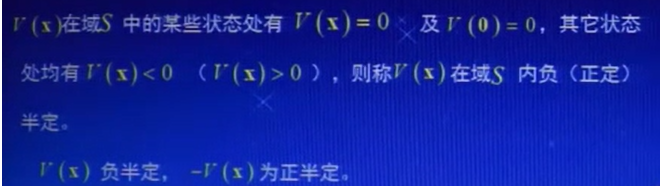 V(x)在域S 中的某些状态处有 V(x)=0 及V(0)=0，其它状态
处均有V(x)<0 （V(x)>0），则称V(x)在域S 内负（正定）
半定。
V(x) 负半定， -V(x)为正半定。